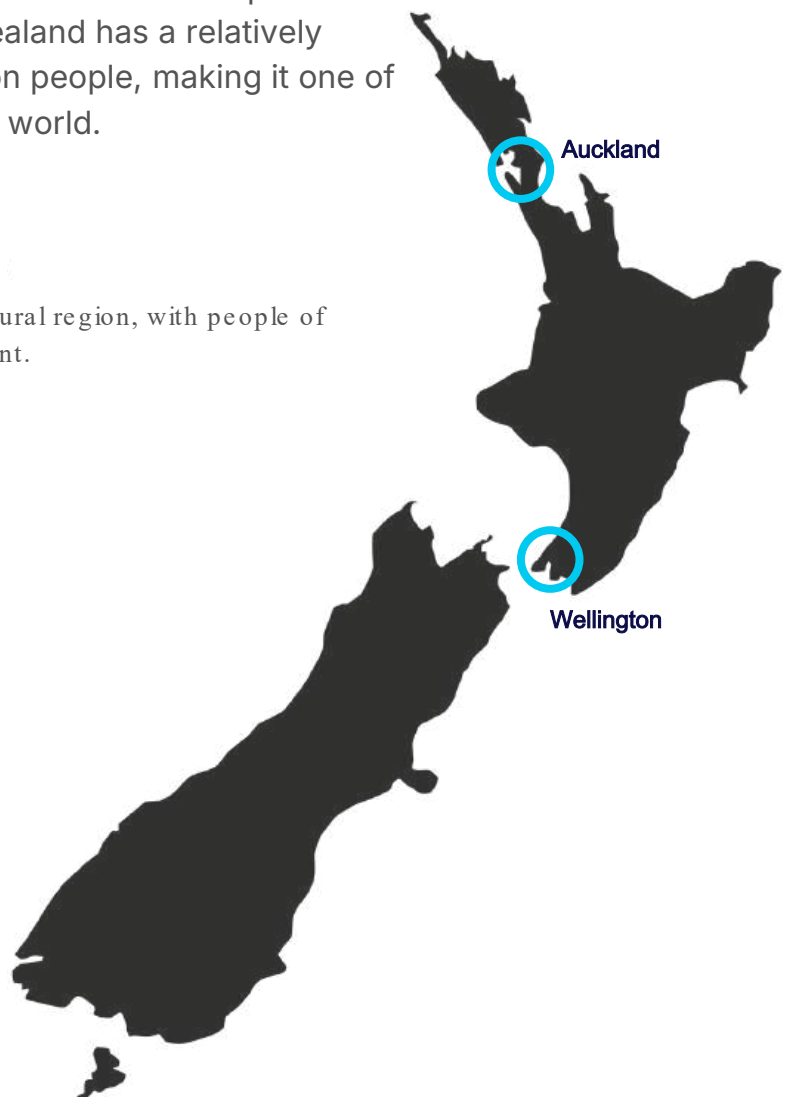 ealand has a relatively
on people, making it one of
world.
Auckland
ural region, with people of
nt.
Wellington